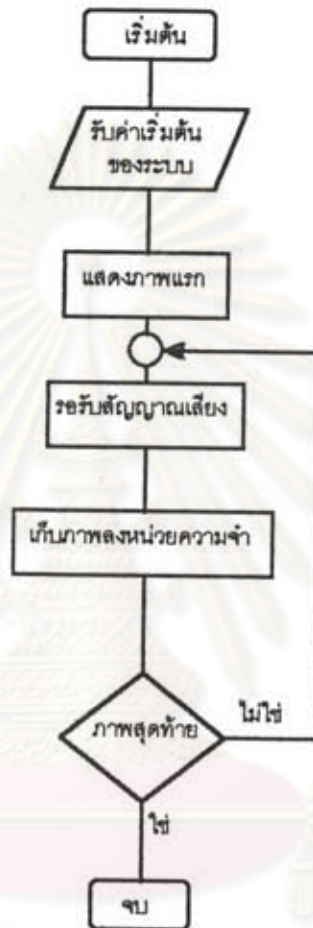 เริ่มต้น
รับค่าเริ่มต้น
ของระบบ
แสดงภาพแรก
รอรับสัญญาณเสียง
เก็บภาพลงหน่วยความจำ
ภาพสุดท้าย
ไม่ใช่
ใช่
จบ